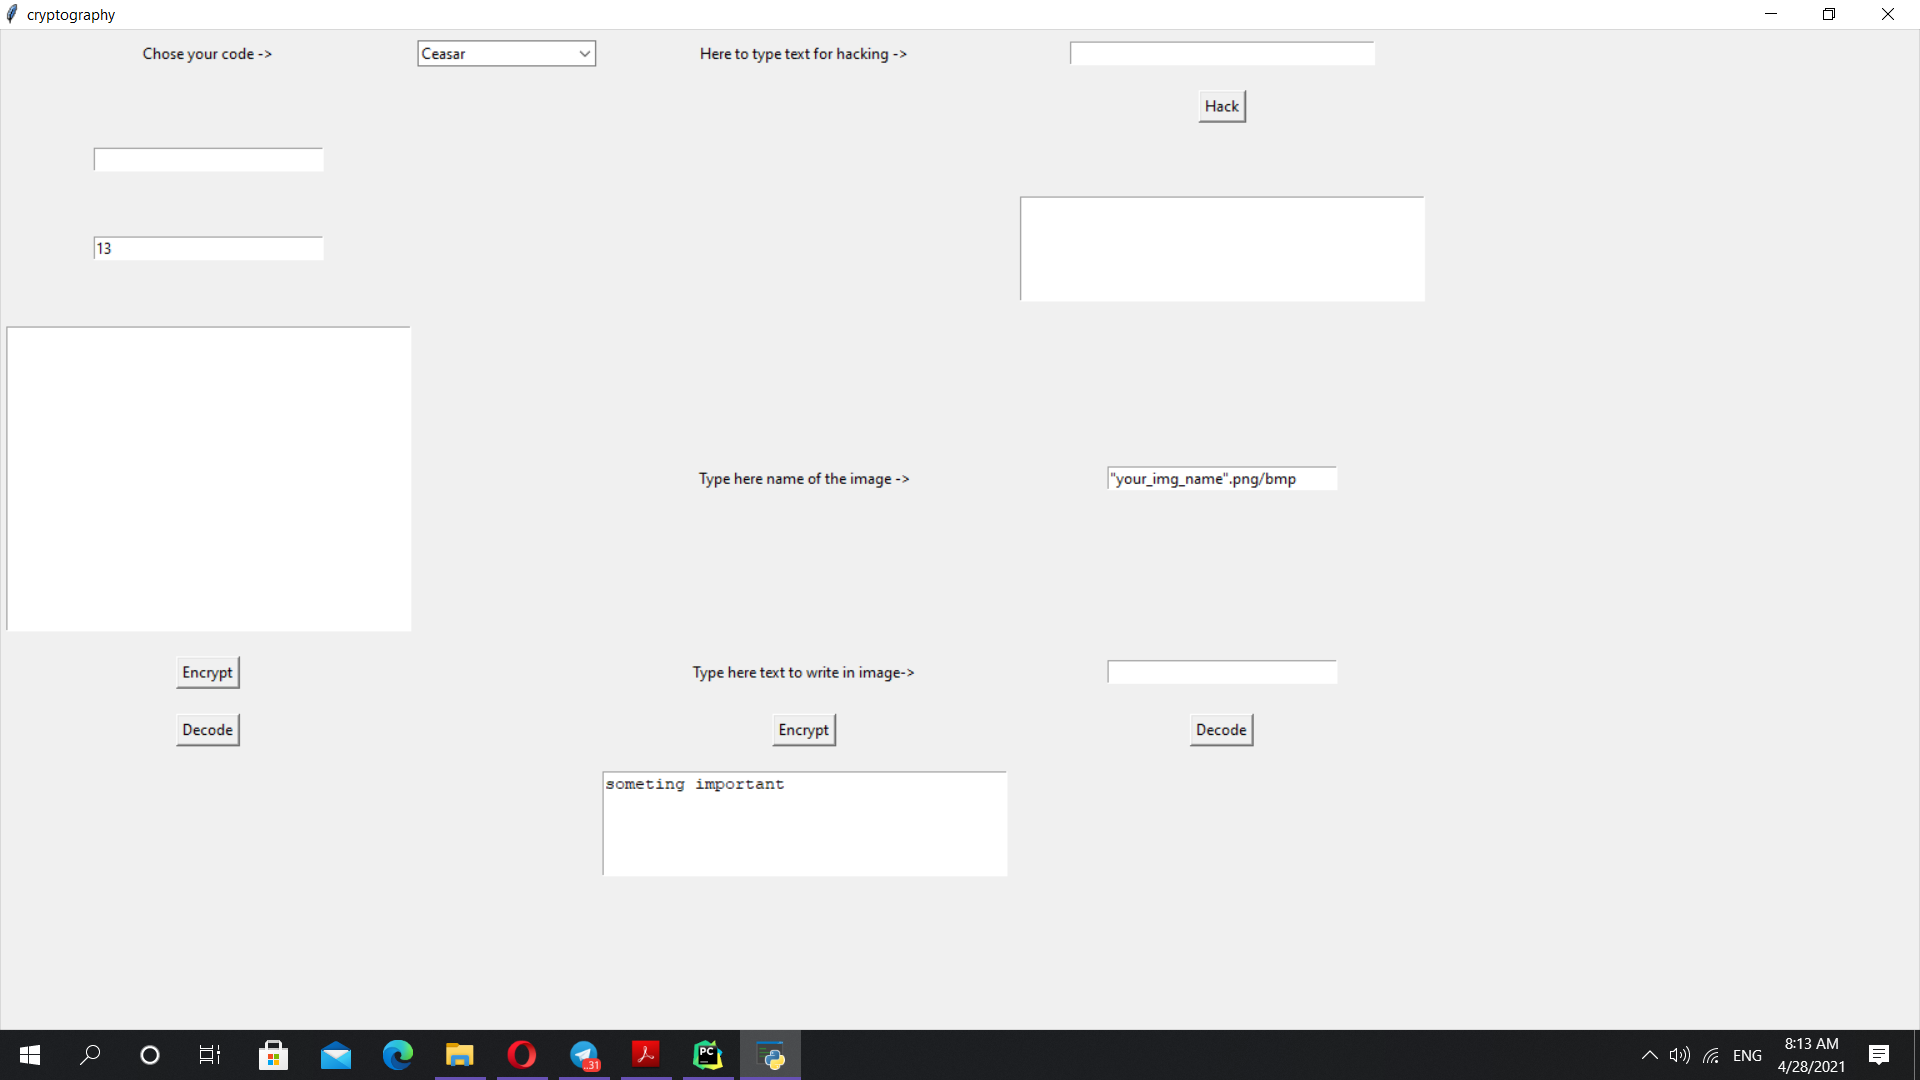 cryptography
Chose your code ->
Ceasar
Here to type text for hacking ->
Hack
13
Type here name of the image ->
"your_img_name".png/bmp
Encrypt
Type here text to write in image->
Decode
Encrypt
Decode
someting important
..31
PC
ENG
8:13 AM
4/28/2021